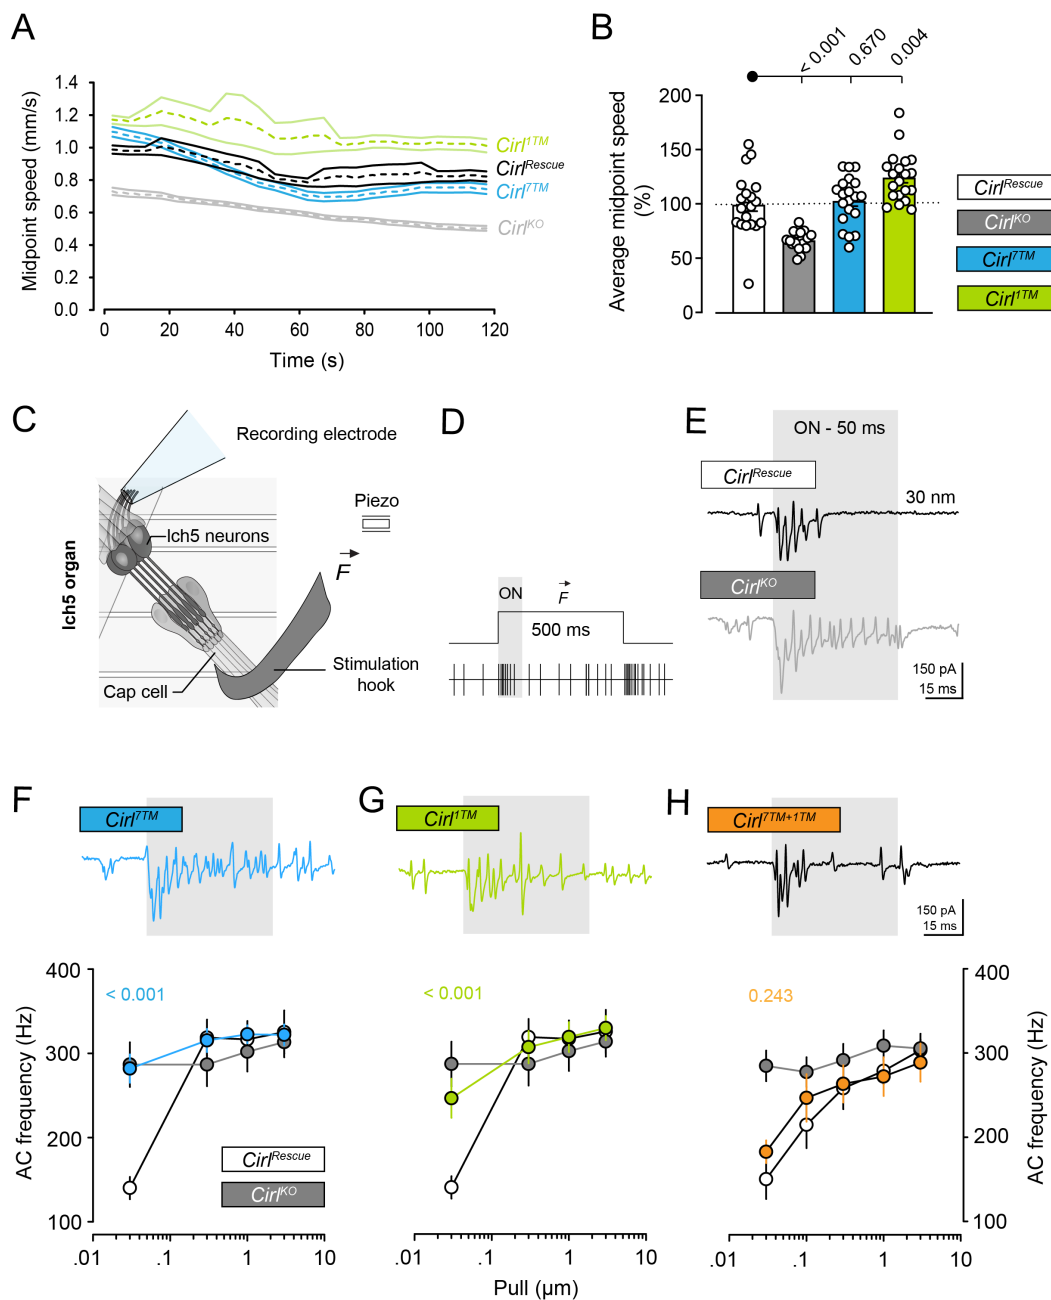 A
Midpoint speed (mm/s)
1.4
1.2
1.0
0.8
0.6
0.4
0.2
0.0
0
20
40
60
80
100
120
Time (s)
Cirl1TM
CirlRescue
Cirl7TM
CirlKO
B
< 0.001
0.670
0.004
Average midpoint speed
(%)
200
150
100
50
0
CirlRescue
CirlKO
Cirl7TM
Cirl1TM
C
Recording electrode
Piezo
lch5 organ
lch5 neurons
F
Cap cell
Stimulation
hook
D
ON
F
500 ms
E
ON - 50 ms
CirlRescue
30 nm
CirlKO
150 pA
15 ms
F
Cirl7TM
G
Cirl1TM
H
Cirl7TM+1TM
150 pA
15 ms
AC frequency (Hz)
400
300
200
100
< 0.001
CirlRescue
CirlKO
.01
.1
1
10
< 0.001
.01
.1
1
10
Pull (µm)
0.243
.01
.1
1
10
400
300
200
100
AC frequency (Hz)